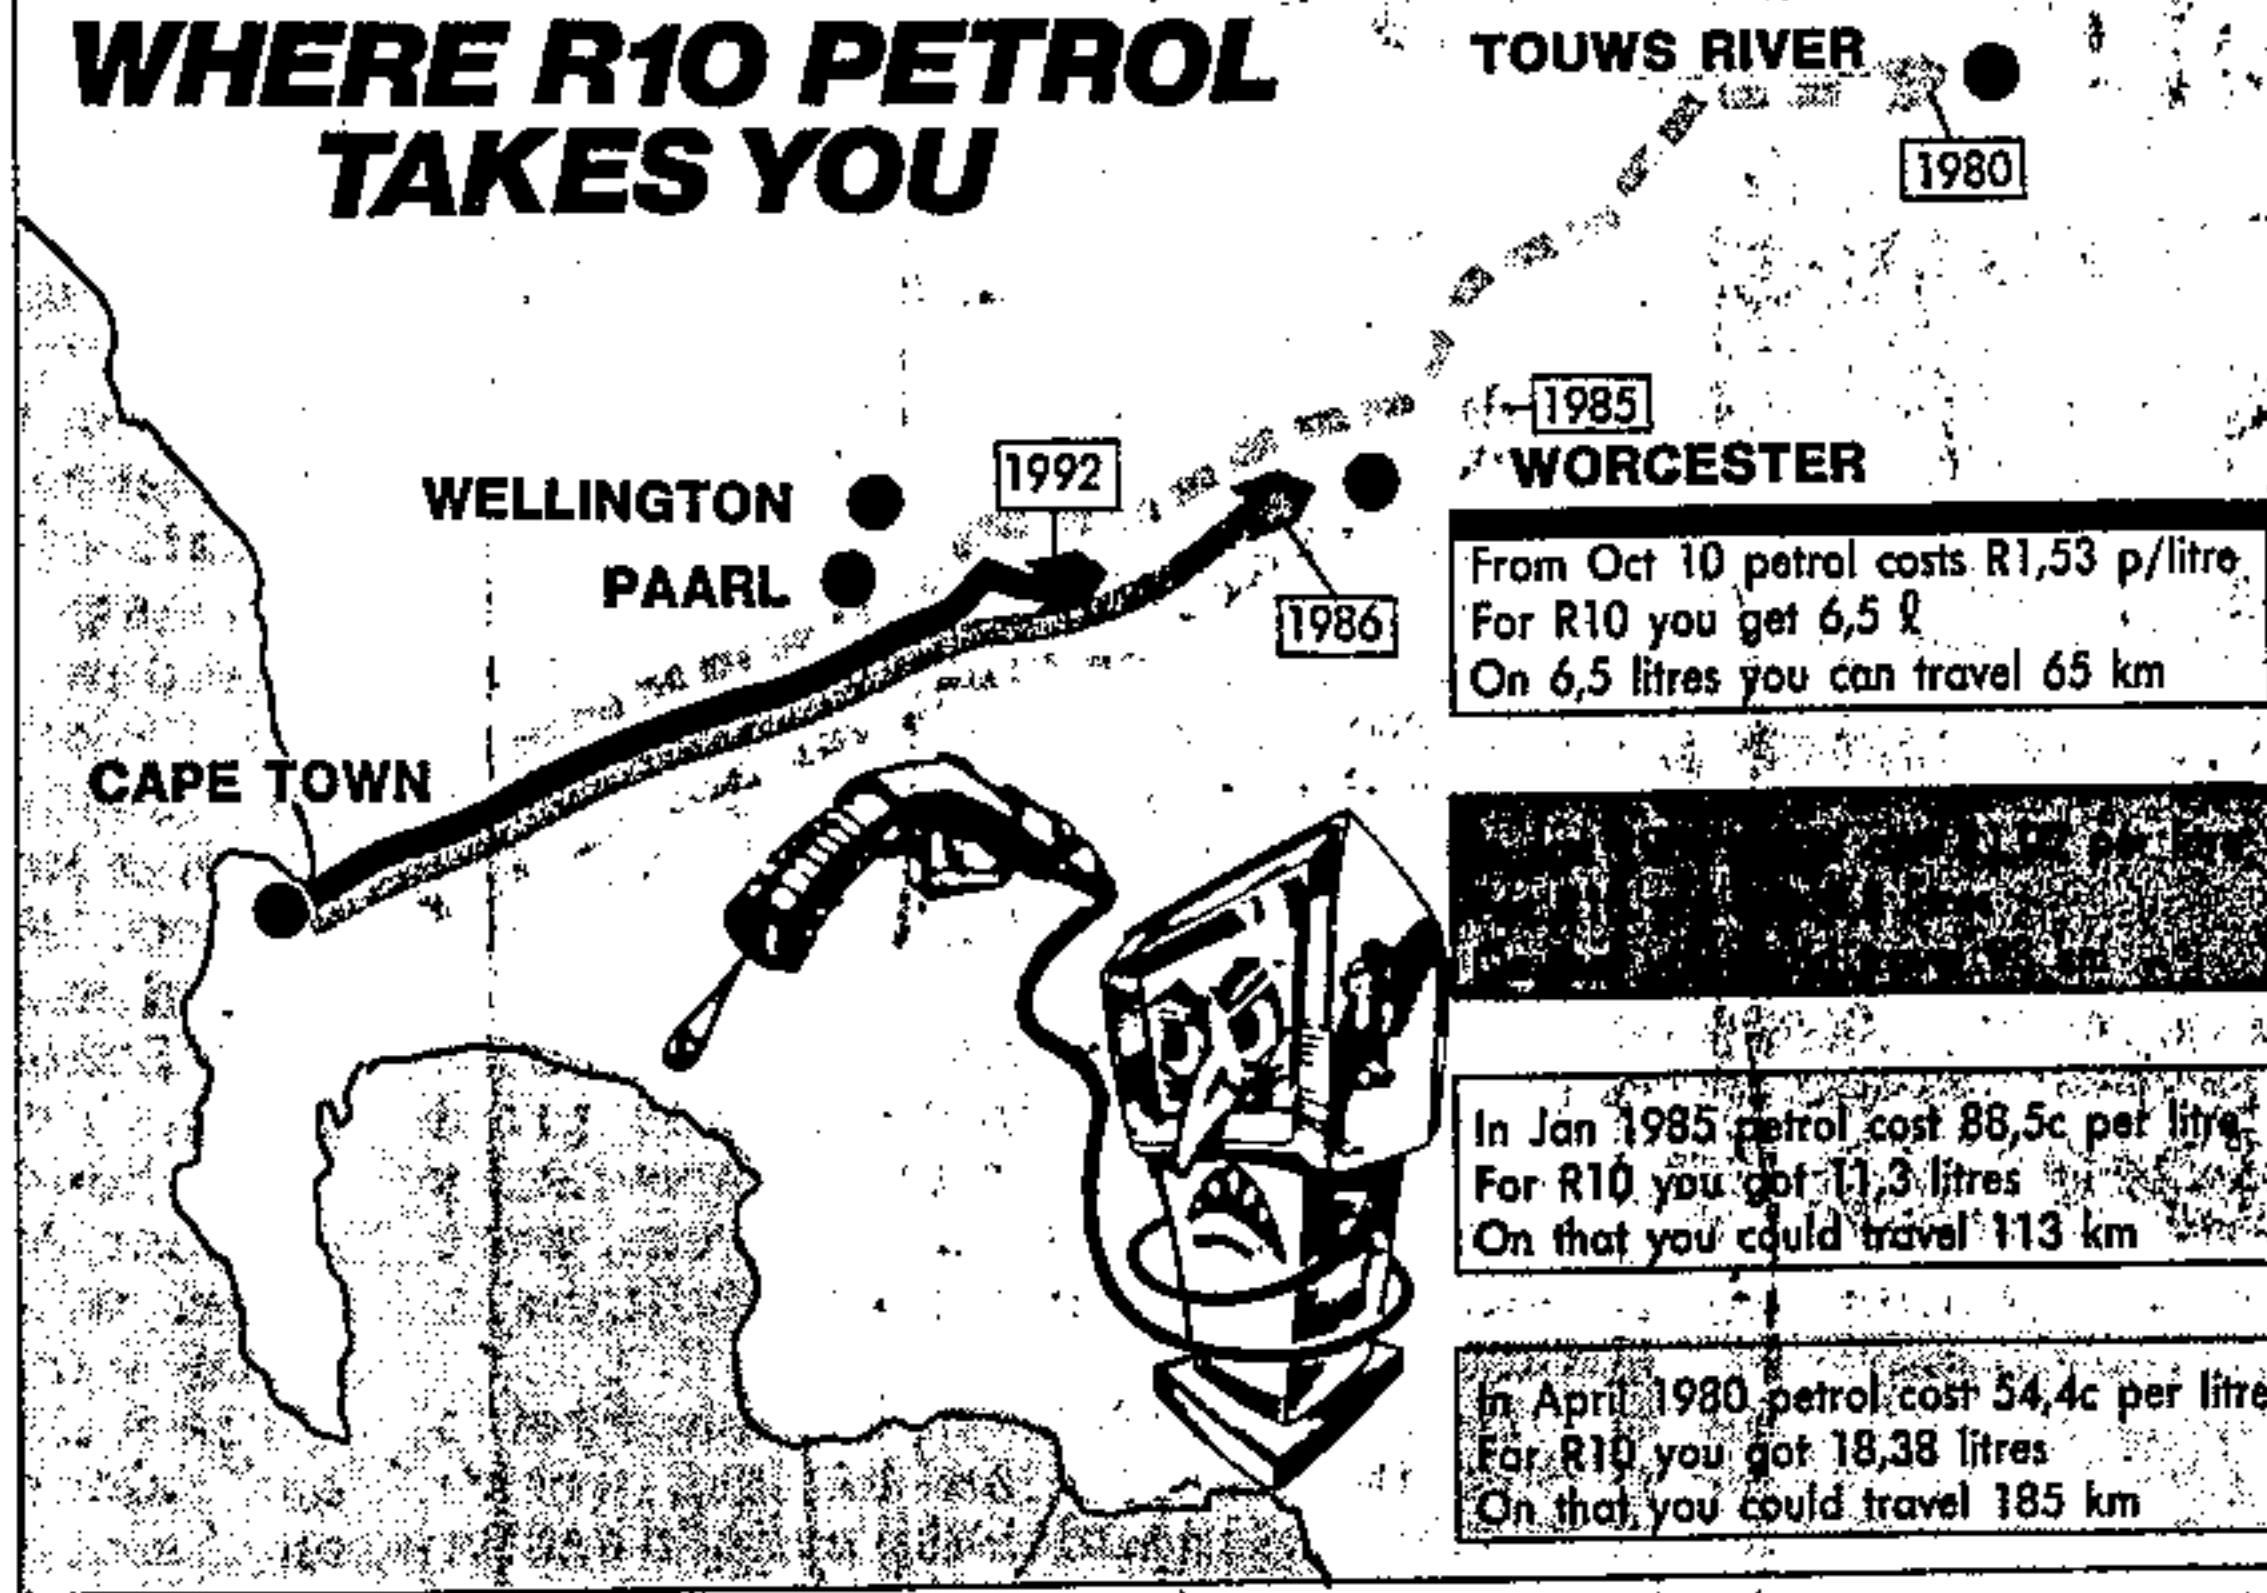 WHERE R10 PETROL
TAKES YOU
TOUWS RIVER
1980
1985
WORCESTER
1992
WELLINGTON
PAARL
1986
CAPE TOWN
From Oct 10 petrol costs R1,53 p/litre
For R10 you get 6,5 ℓ
On 6,5 litres you can travel 65 km
per litre
In Jan 1985 petrol cost 88,5c per litre
For R10 you got 11,3 litres
On that you could travel 113 km
In April 1980 petrol cost 54,4c per litre
For R10 you got 18,38 litres
On that you could travel 185 km